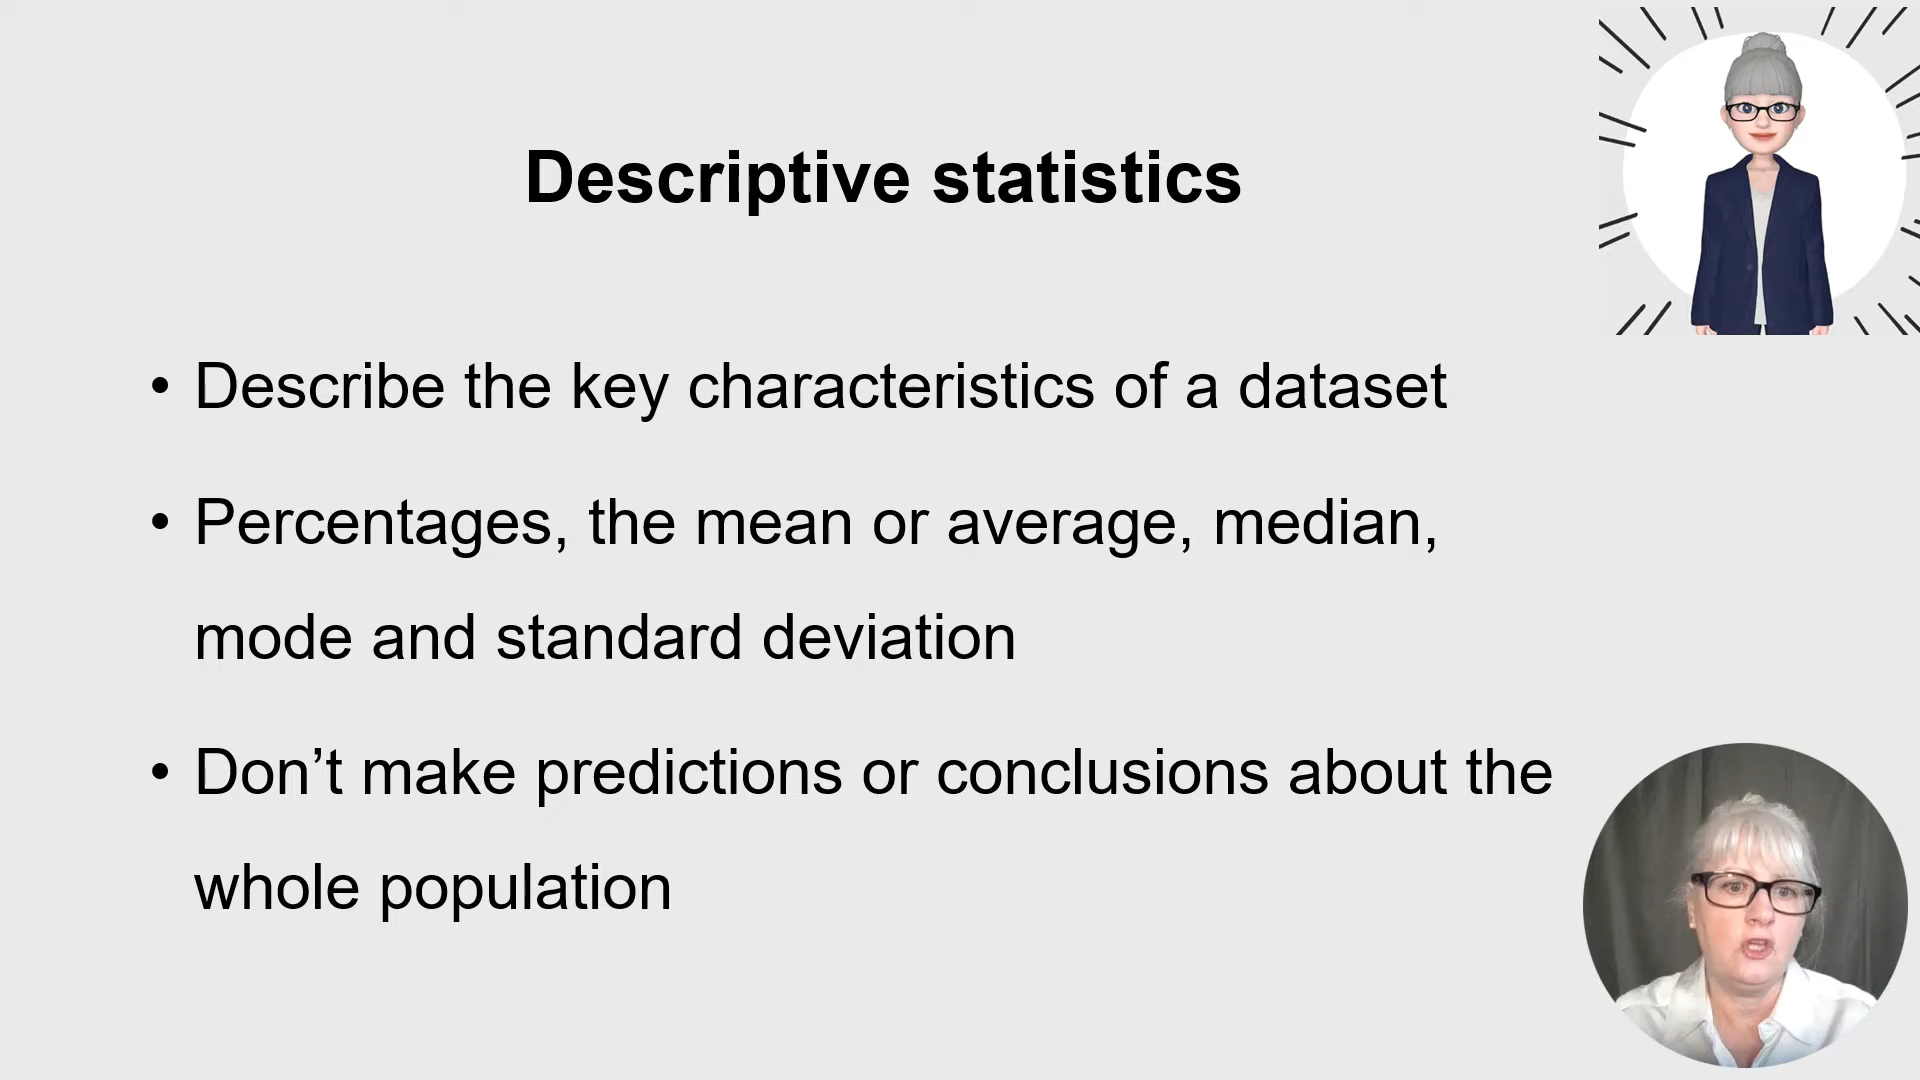 Descriptive statistics
• Describe the key characteristics of a dataset
• Percentages, the mean or average, median,
mode and standard deviation
• Don’t make predictions or conclusions about the
whole population